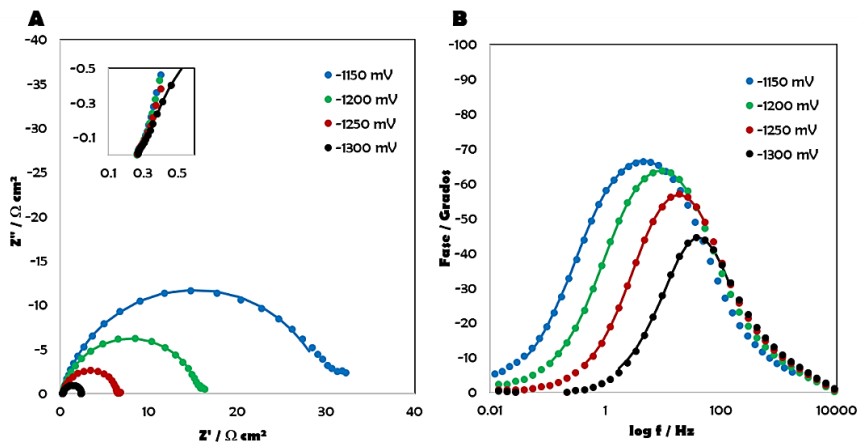 A
-40
-35
-30
-25
-20
-15
-10
-5
0
Z'' / Ω cm²
0 10 20 30 40
Z' / Ω cm²
-0.5
-0.3
-0.1
0.1 0.3 0.5
-1150 mV
-1200 mV
-1250 mV
-1300 mV
B
-100
-90
-80
-70
-60
-50
-40
-30
-20
-10
0
Fase / Grados
0.01 1 100 10000
log f / Hz
-1150 mV
-1200 mV
-1250 mV
-1300 mV